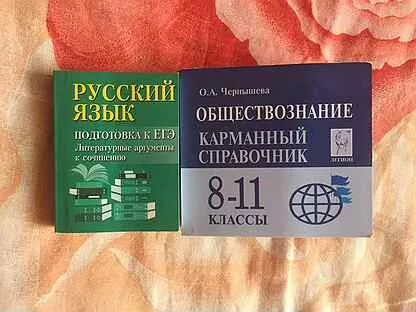 РУССКИЙ
ЯЗЫК
ПОДГОТОВКА К ЕГЭ
Литературные аргументы
к сочинению
О.А. Чернышева
ОБЩЕСТВОЗНАНИЕ
КАРМАННЫЙ
СПРАВОЧНИК
ЛЕГИОН
8-11
КЛАССЫ